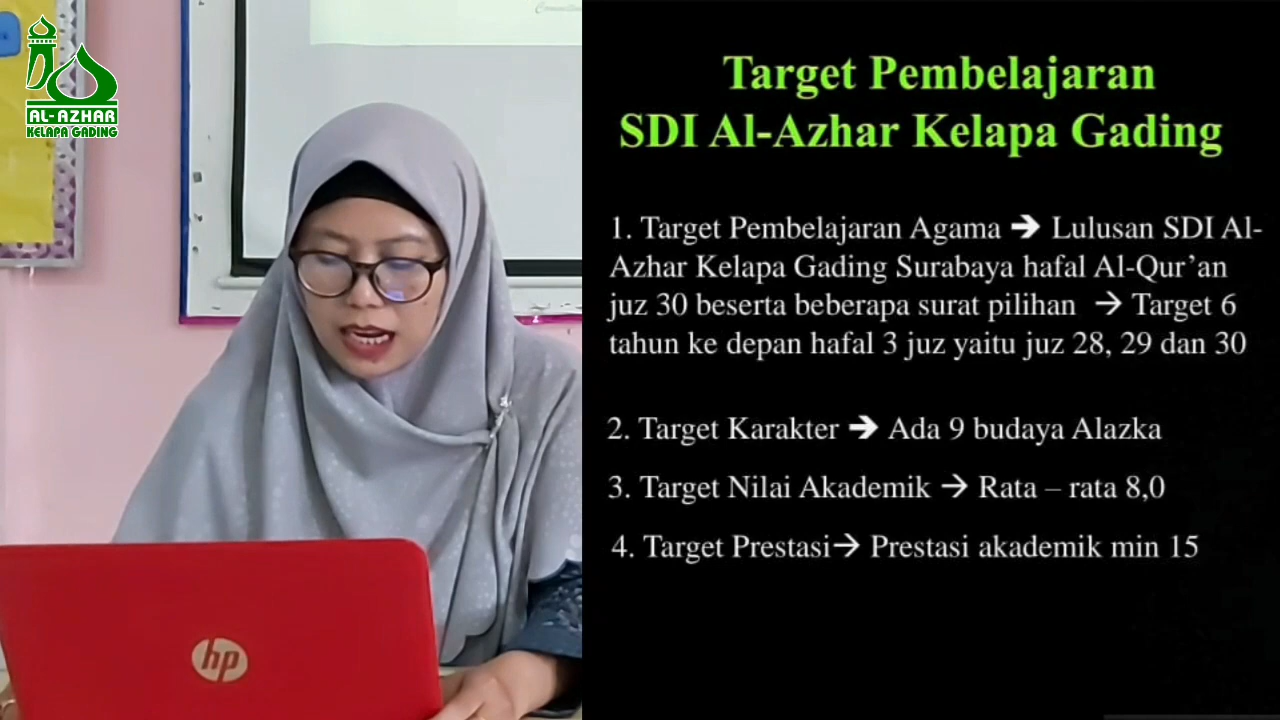 AL-AZHAR
KELAPA GADING
hp
Target Pembelajaran
SDI Al-Azhar Kelapa Gading
1. Target Pembelajaran Agama 🡺 Lulusan SDI Al-
Azhar Kelapa Gading Surabaya hafal Al-Qur’an
juz 30 beserta beberapa surat pilihan → Target 6
tahun ke depan hafal 3 juz yaitu juz 28, 29 dan 30
2. Target Karakter 🡺 Ada 9 budaya Alazka
3. Target Nilai Akademik → Rata – rata 8,0
4. Target Prestasi→ Prestasi akademik min 15